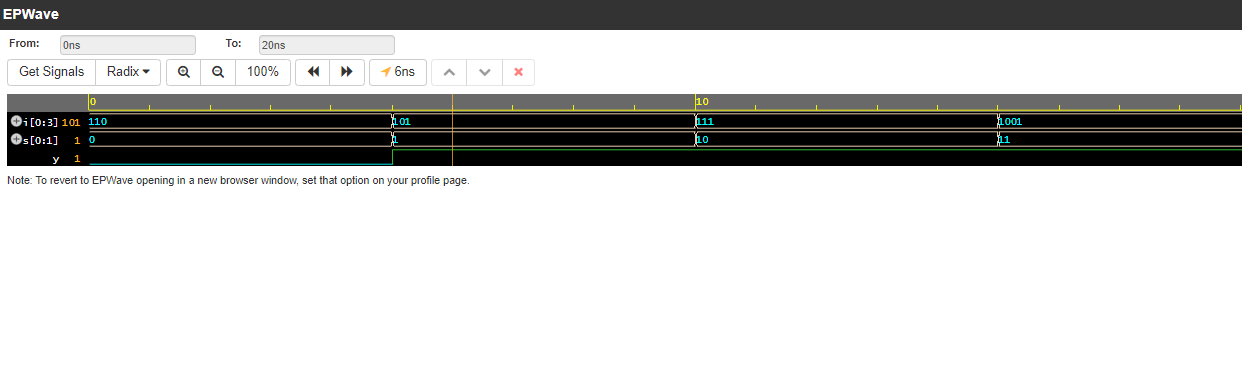 EPWave
From: 0ns To: 20ns
Get Signals Radix 100% 6ns
0 10
i[0:3] 101 110 101 111 1001
s[0:1] 1 0 1 10 11
y 1
Note: To revert to EPWave opening in a new browser window, set that option on your profile page.